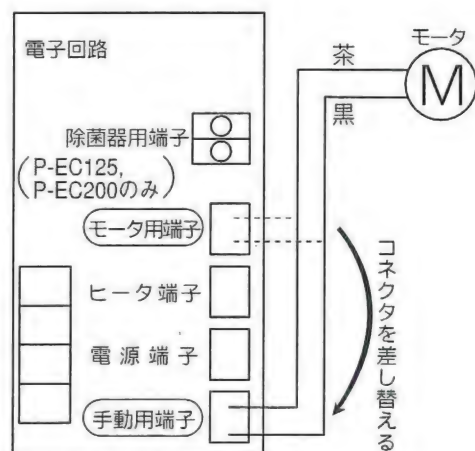 電子回路
除菌器用端子
(P-EC125,
P-EC200のみ)
モータ用端子
ヒータ端子
電源端子
手動用端子
茶
黒
モータ
M
コネクタを差し替える